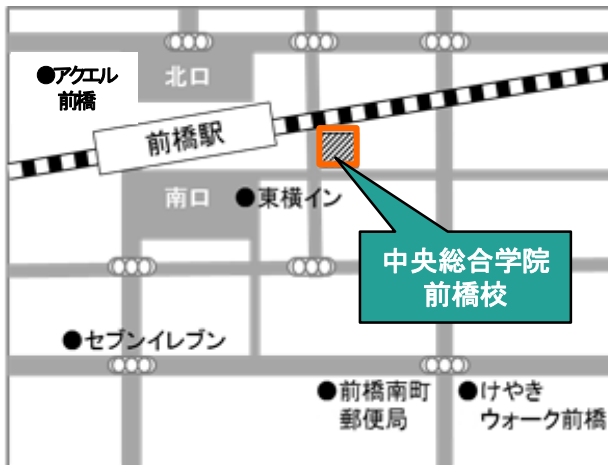 ●アクエル
前橋
北口
前橋駅
南口
●東横イン
中央総合学院
前橋校
●セブンイレブン
●前橋南町
郵便局
●けやき
ウォーク前橋